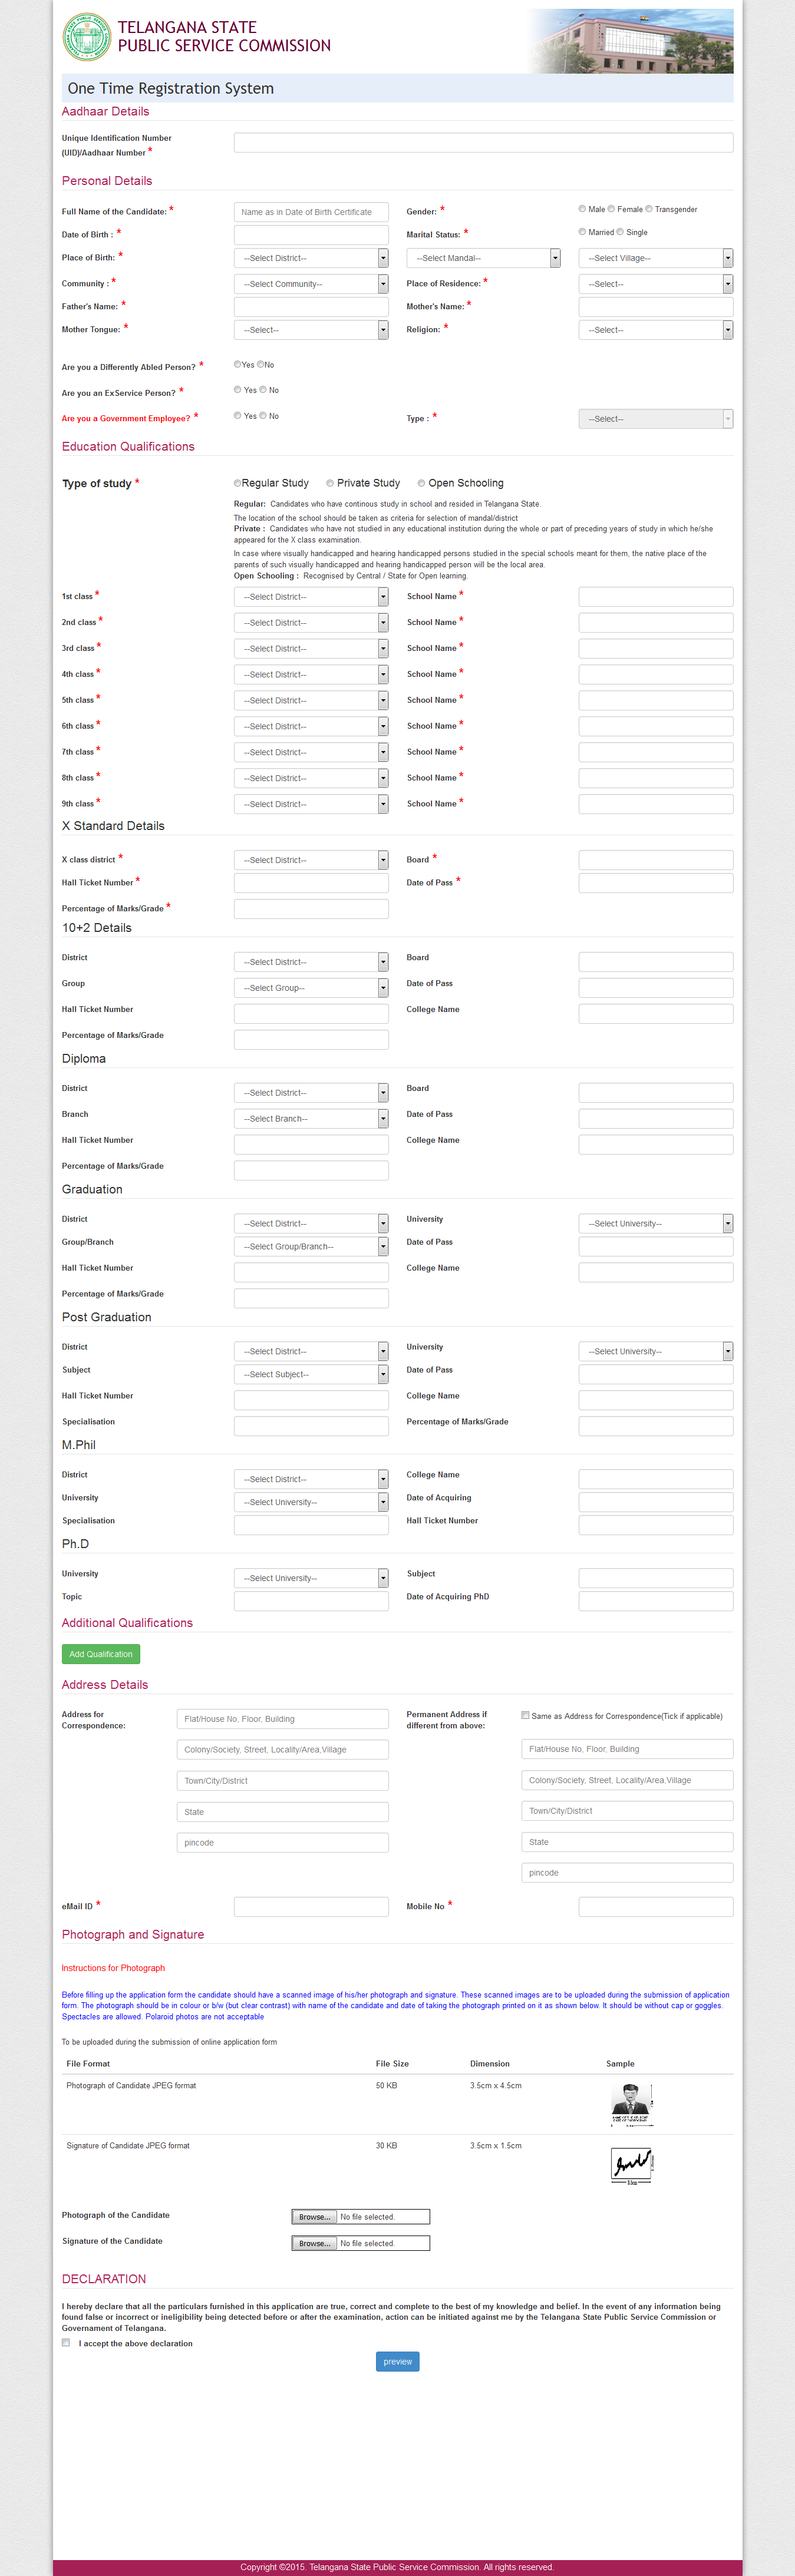 TELANGANA STATE
PUBLIC SERVICE COMMISSION
One Time Registration System
Aadhaar Details
Unique Identification Number
(UID)/Aadhaar Number *
Personal Details
Full Name of the Candidate: * Name as in Date of Birth Certificate Gender: * Male Female Transgender
Date of Birth : * Marital Status: * Married Single
Place of Birth: * --Select District-- --Select Mandal-- --Select Village--
Community : * --Select Community-- Place of Residence: * --Select--
Father's Name: * Mother's Name: *
Mother Tongue: * --Select-- Religion: * --Select--
Are you a Differently Abled Person? * Yes No
Are you an ExService Person? * Yes No
Are you a Government Employee? * Yes No Type : * --Select--
Education Qualifications
Type of study * Regular Study Private Study Open Schooling
Regular: Candidates who have continous study in school and resided in Telangana State.
The location of the school should be taken as criteria for selection of mandal/district
Private : Candidates who have not studied in any educational institution during the whole or part of preceding years of study in which he/she
appeared for the X class examination.
In case where visually handicapped and hearing handicapped persons studied in the special schools meant for them, the native place of the
parents of such visually handicapped and hearing handicapped person will be the local area.
Open Schooling : Recognised by Central / State for Open learning.
1st class * --Select District-- School Name *
2nd class * --Select District-- School Name *
3rd class * --Select District-- School Name *
4th class * --Select District-- School Name *
5th class * --Select District-- School Name *
6th class * --Select District-- School Name *
7th class * --Select District-- School Name *
8th class * --Select District-- School Name *
9th class * --Select District-- School Name *
X Standard Details
X class district * --Select District-- Board *
Hall Ticket Number * Date of Pass *
Percentage of Marks/Grade *
10+2 Details
District --Select District-- Board
Group --Select Group-- Date of Pass
Hall Ticket Number College Name
Percentage of Marks/Grade
Diploma
District --Select District-- Board
Branch --Select Branch-- Date of Pass
Hall Ticket Number College Name
Percentage of Marks/Grade
Graduation
District --Select District-- University --Select University--
Group/Branch --Select Group/Branch-- Date of Pass
Hall Ticket Number College Name
Percentage of Marks/Grade
Post Graduation
District --Select District-- University --Select University--
Subject --Select Subject-- Date of Pass
Hall Ticket Number College Name
Specialisation Percentage of Marks/Grade
M.Phil
District --Select District-- College Name
University --Select University-- Date of Acquiring
Specialisation Hall Ticket Number
Ph.D
University --Select University-- Subject
Topic Date of Acquiring PhD
Additional Qualifications
Add Qualification
Address Details
Address for Correspondence: Flat/House No, Floor, Building Permanent Address if different from above: Same as Address for Correspondence(Tick if applicable)
Flat/House No, Floor, Building
Colony/Society, Street, Locality/Area,Village Colony/Society, Street, Locality/Area,Village
Town/City/District Town/City/District
State State
pincode pincode
eMail ID * Mobile No *
Photograph and Signature
Instructions for Photograph
Before filling up the application form the candidate should have a scanned image of his/her photograph and signature. These scanned images are to be uploaded during the submission of application
form. The photograph should be in colour or b/w (but clear contrast) with name of the candidate and date of taking the photograph printed on it as shown below. It should be without cap or goggles.
Spectacles are allowed. Polaroid photos are not acceptable
To be uploaded during the submission of online application form
File Format File Size Dimension Sample
Photograph of Candidate JPEG format 50 KB 3.5cm x 4.5cm
Signature of Candidate JPEG format 30 KB 3.5cm x 1.5cm
Photograph of the Candidate Browse... No file selected.
Signature of the Candidate Browse... No file selected.
DECLARATION
I hereby declare that all the particulars furnished in this application are true, correct and complete to the best of my knowledge and belief. In the event of any information being
found false or incorrect or ineligibility being detected before or after the examination, action can be initiated against me by the Telangana State Public Service Commission or
Governament of Telangana.
I accept the above declaration
preview
Copyright ©2015. Telangana State Public Service Commission. All rights reserved.